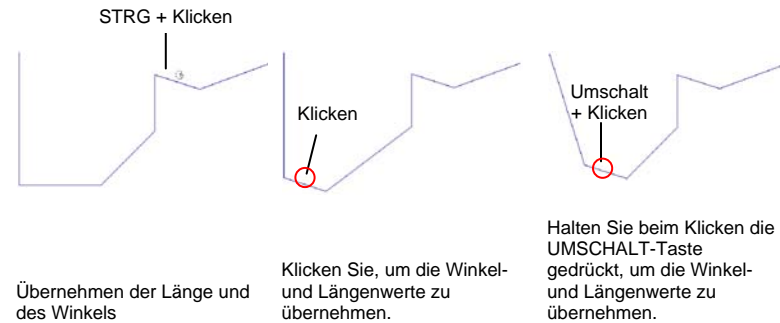 STRG + Klicken
Klicken
Umschalt
+ Klicken
Übernehmen der Länge und
des Winkels
Klicken Sie, um die Winkel-
und Längenwerte zu
übernehmen.
Halten Sie beim Klicken die
UMSCHALT-Taste
gedrückt, um die Winkel-
und Längenwerte zu
übernehmen.